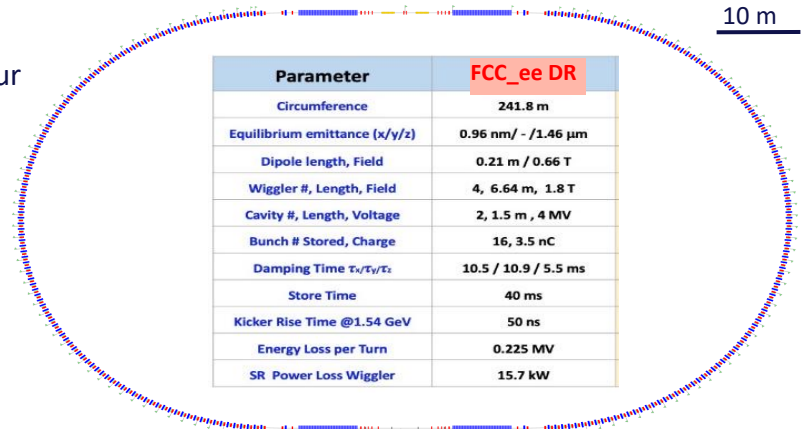 10 m
ur
Parameter FCC_ee DR
Circumference 241.8 m
Equilibrium emittance (x/y/z) 0.96 nm/ - /1.46 μm
Dipole length, Field 0.21 m / 0.66 T
Wiggler #, Length, Field 4, 6.64 m, 1.8 T
Cavity #, Length, Voltage 2, 1.5 m , 4 MV
Bunch # Stored, Charge 16, 3.5 nC
Damping Time τx/τy/τz 10.5 / 10.9 / 5.5 ms
Store Time 40 ms
Kicker Rise Time @1.54 GeV 50 ns
Energy Loss per Turn 0.225 MV
SR Power Loss Wiggler 15.7 kW